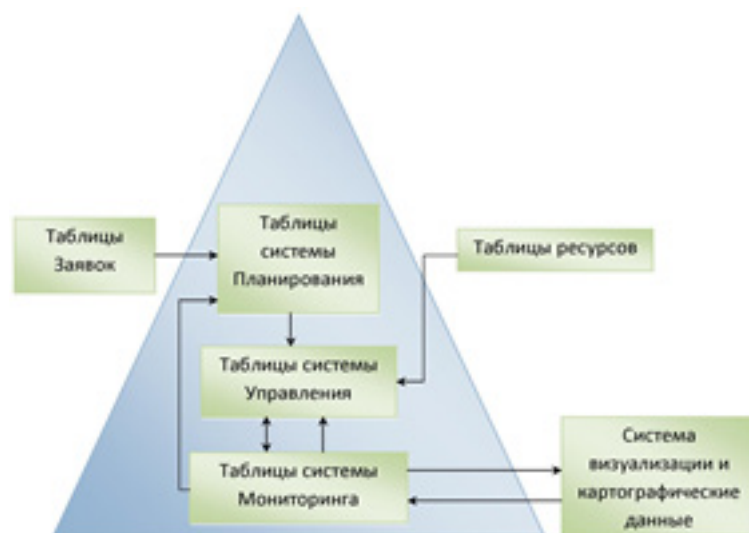 Таблицы
Заявок
Таблицы
системы
Планирования
Таблицы ресурсов
Таблицы системы
Управления
Таблицы системы
Мониторинга
Система
визуализации и
картографические
данные